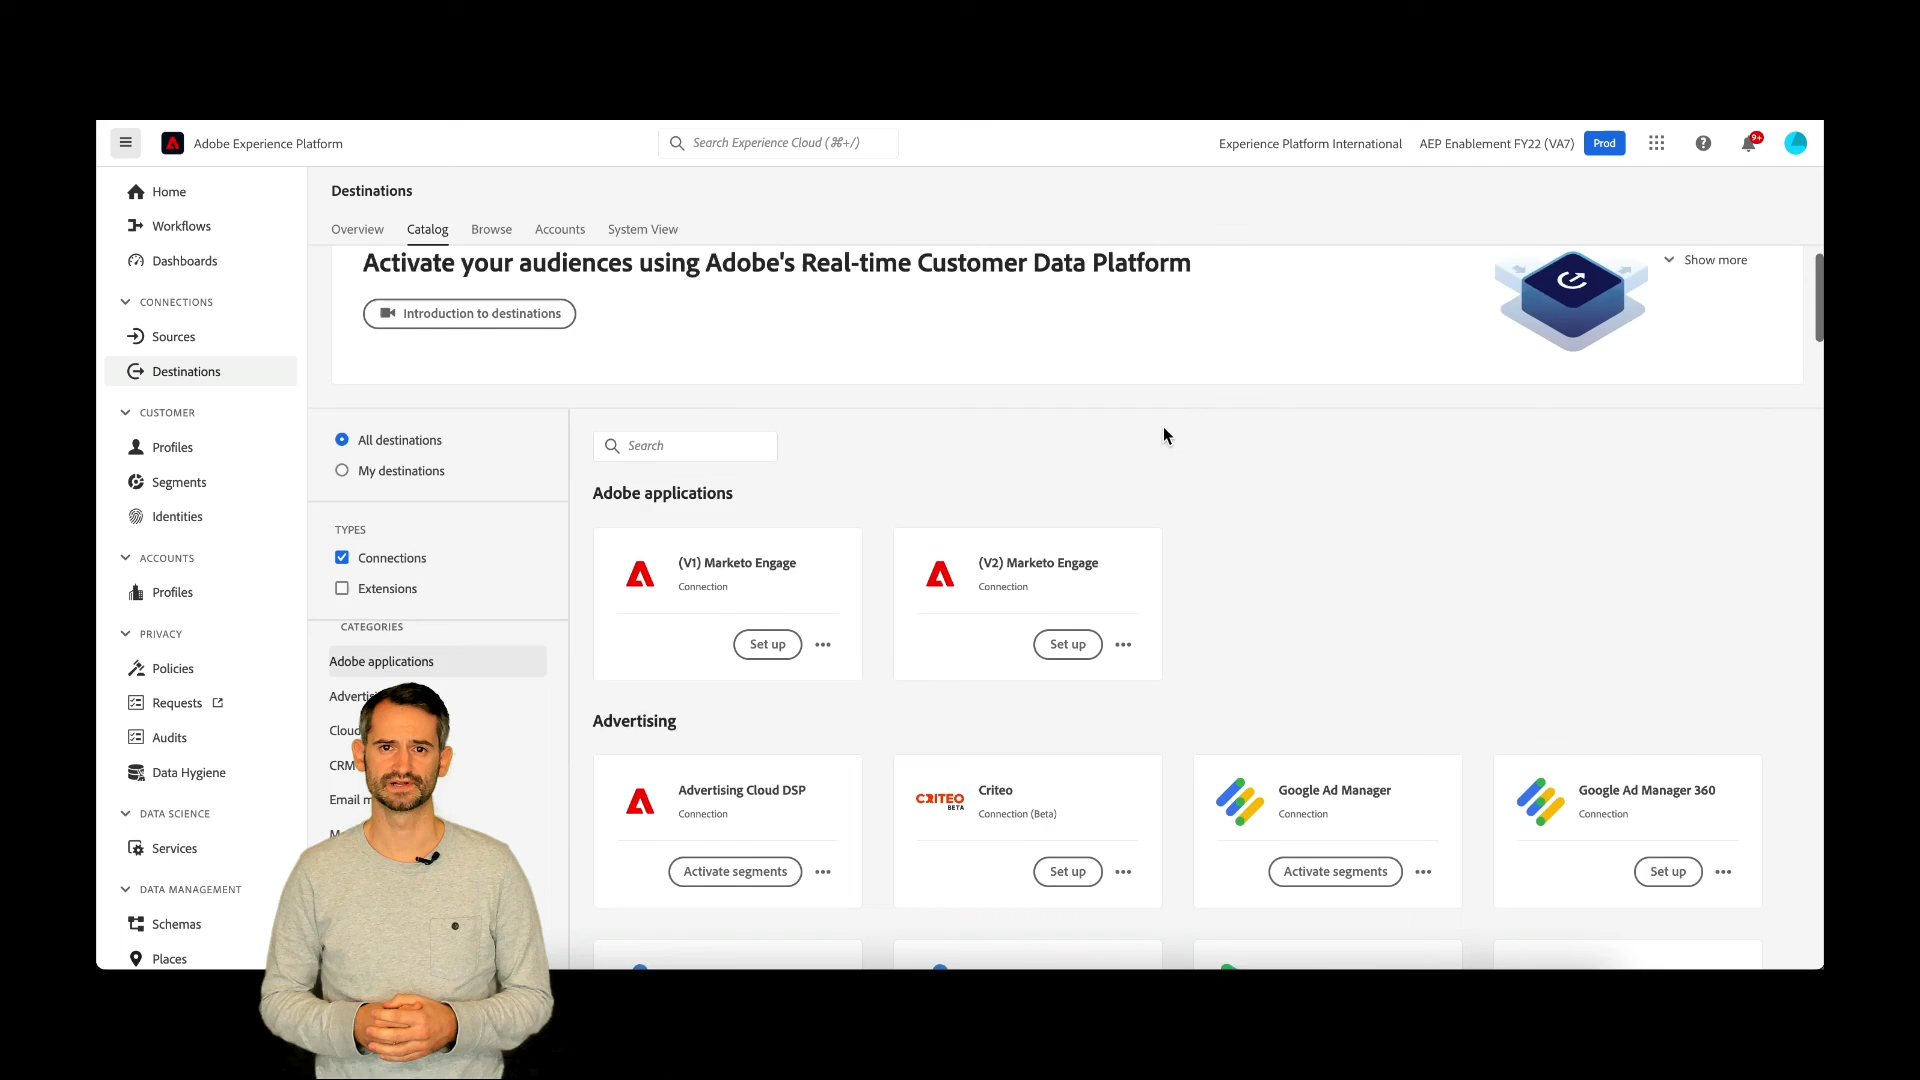 Adobe Experience Platform
Search Experience Cloud (⌘+/)
Experience Platform International
AEP Enablement FY22 (VA7)
Prod
9+
Home
Workflows
Dashboards
CONNECTIONS
Sources
Destinations
CUSTOMER
Profiles
Segments
Identities
ACCOUNTS
Profiles
PRIVACY
Policies
Requests
Audits
Data Hygiene
DATA SCIENCE
Services
DATA MANAGEMENT
Schemas
Places
Destinations
Overview Catalog Browse Accounts System View
Activate your audiences using Adobe's Real-time Customer Data Platform
Show more
Introduction to destinations
All destinations
My destinations
TYPES
Connections
Extensions
CATEGORIES
Adobe applications
Advertis
Cloud
CRM
Email m
Search
Adobe applications
(V1) Marketo Engage
Connection
Set up
(V2) Marketo Engage
Connection
Set up
Advertising
Advertising Cloud DSP
Connection
Activate segments
CRITEO
BETA
Criteo
Connection (Beta)
Set up
Google Ad Manager
Connection
Activate segments
Google Ad Manager 360
Connection
Set up